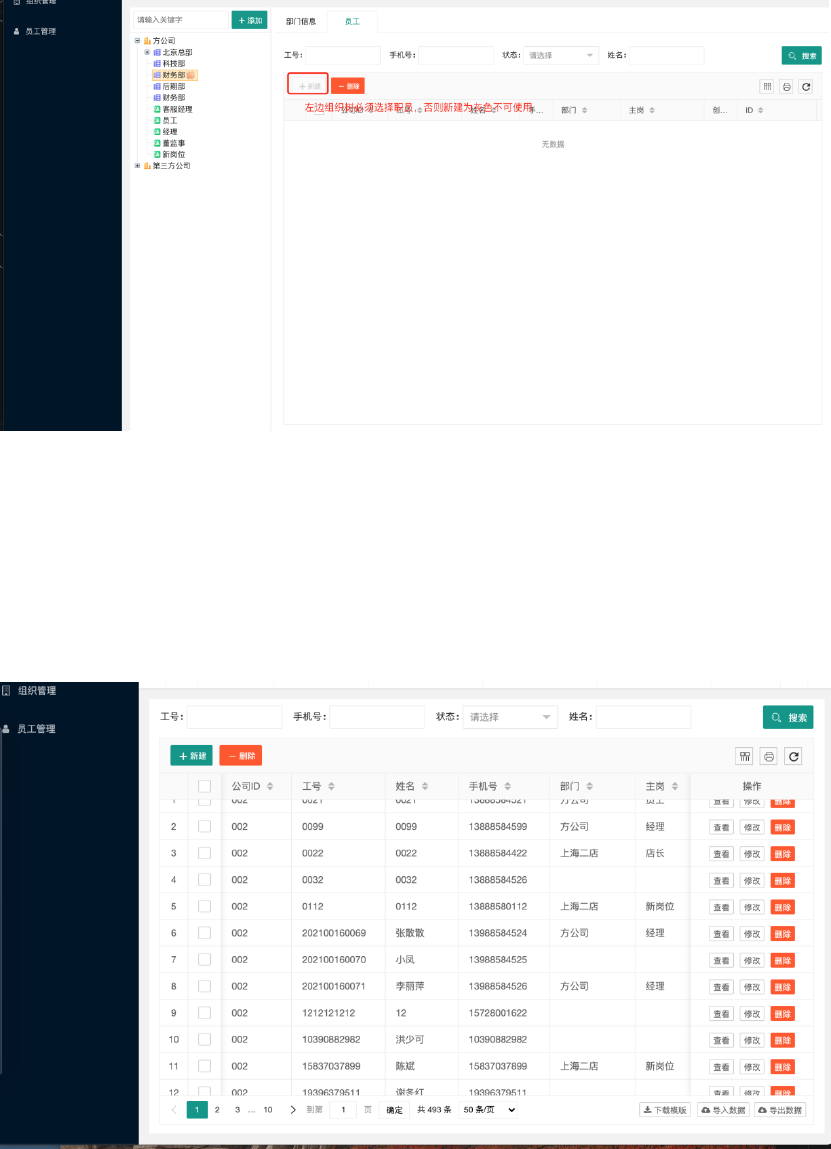 组织管理
员工管理
请输入关键字
+ 添加
部门信息 员工
方公司
北京总部
科技部
财务部
后期部
财务部
客服经理
员工
经理
董监事
新岗位
第三方公司
工号: 手机号: 状态: 请选择 姓名: 搜索
+ 新建 − 删除
左边组织树必须选择职员，否则新建为灰色不可使用
手... 部门 主岗 创... ID
无数据
组织管理
员工管理
工号: 手机号: 状态: 请选择 姓名: 搜索
+ 新建 − 删除
公司ID 工号 姓名 手机号 部门 主岗 操作
1 002 0021 0021 13888584521 方公司 员工 查看 修改 删除
2 002 0099 0099 13888584599 方公司 经理 查看 修改 删除
3 002 0022 0022 13888584422 上海二店 店长 查看 修改 删除
4 002 0032 0032 13888584526 查看 修改 删除
5 002 0112 0112 13888580112 上海二店 新岗位 查看 修改 删除
6 002 202100160069 张散散 13988584524 方公司 经理 查看 修改 删除
7 002 202100160070 小凤 13988584525 查看 修改 删除
8 002 202100160071 李丽萍 13988584526 方公司 经理 查看 修改 删除
9 002 1212121212 12 15728001622 查看 修改 删除
10 002 10390882982 洪少可 10390882982 查看 修改 删除
11 002 15837037899 陈斌 15837037899 上海二店 新岗位 查看 修改 删除
12 002 19396379511 谢冬红 19396379511 查看 修改 删除
1 2 3 ... 10 到第 1 页 确定 共 493 条 50 条/页 下载模版 导入数据 导出数据